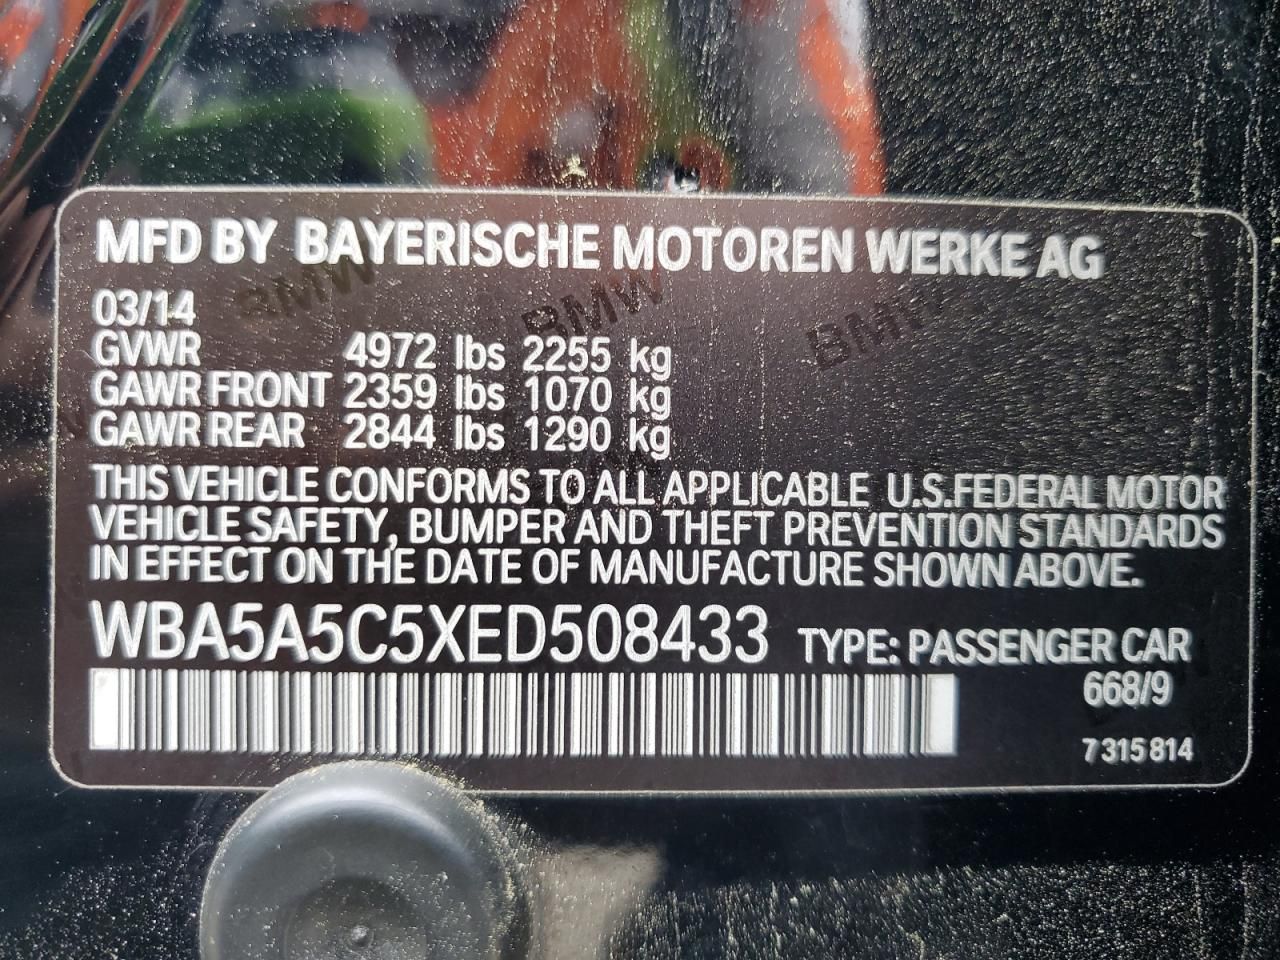 MFD BY BAYERISCHE MOTOREN WERKE AG
BMW BMW BMW
03/14
GVWR 4972 lbs 2255 kg
GAWR FRONT 2359 lbs 1070 kg
GAWR REAR 2844 lbs 1290 kg
THIS VEHICLE CONFORMS TO ALL APPLICABLE U.S.FEDERAL MOTOR
VEHICLE SAFETY, BUMPER AND THEFT PREVENTION STANDARDS
IN EFFECT ON THE DATE OF MANUFACTURE SHOWN ABOVE.
WBA5A5C5XED508433 TYPE: PASSENGER CAR
668/9
7 315 814